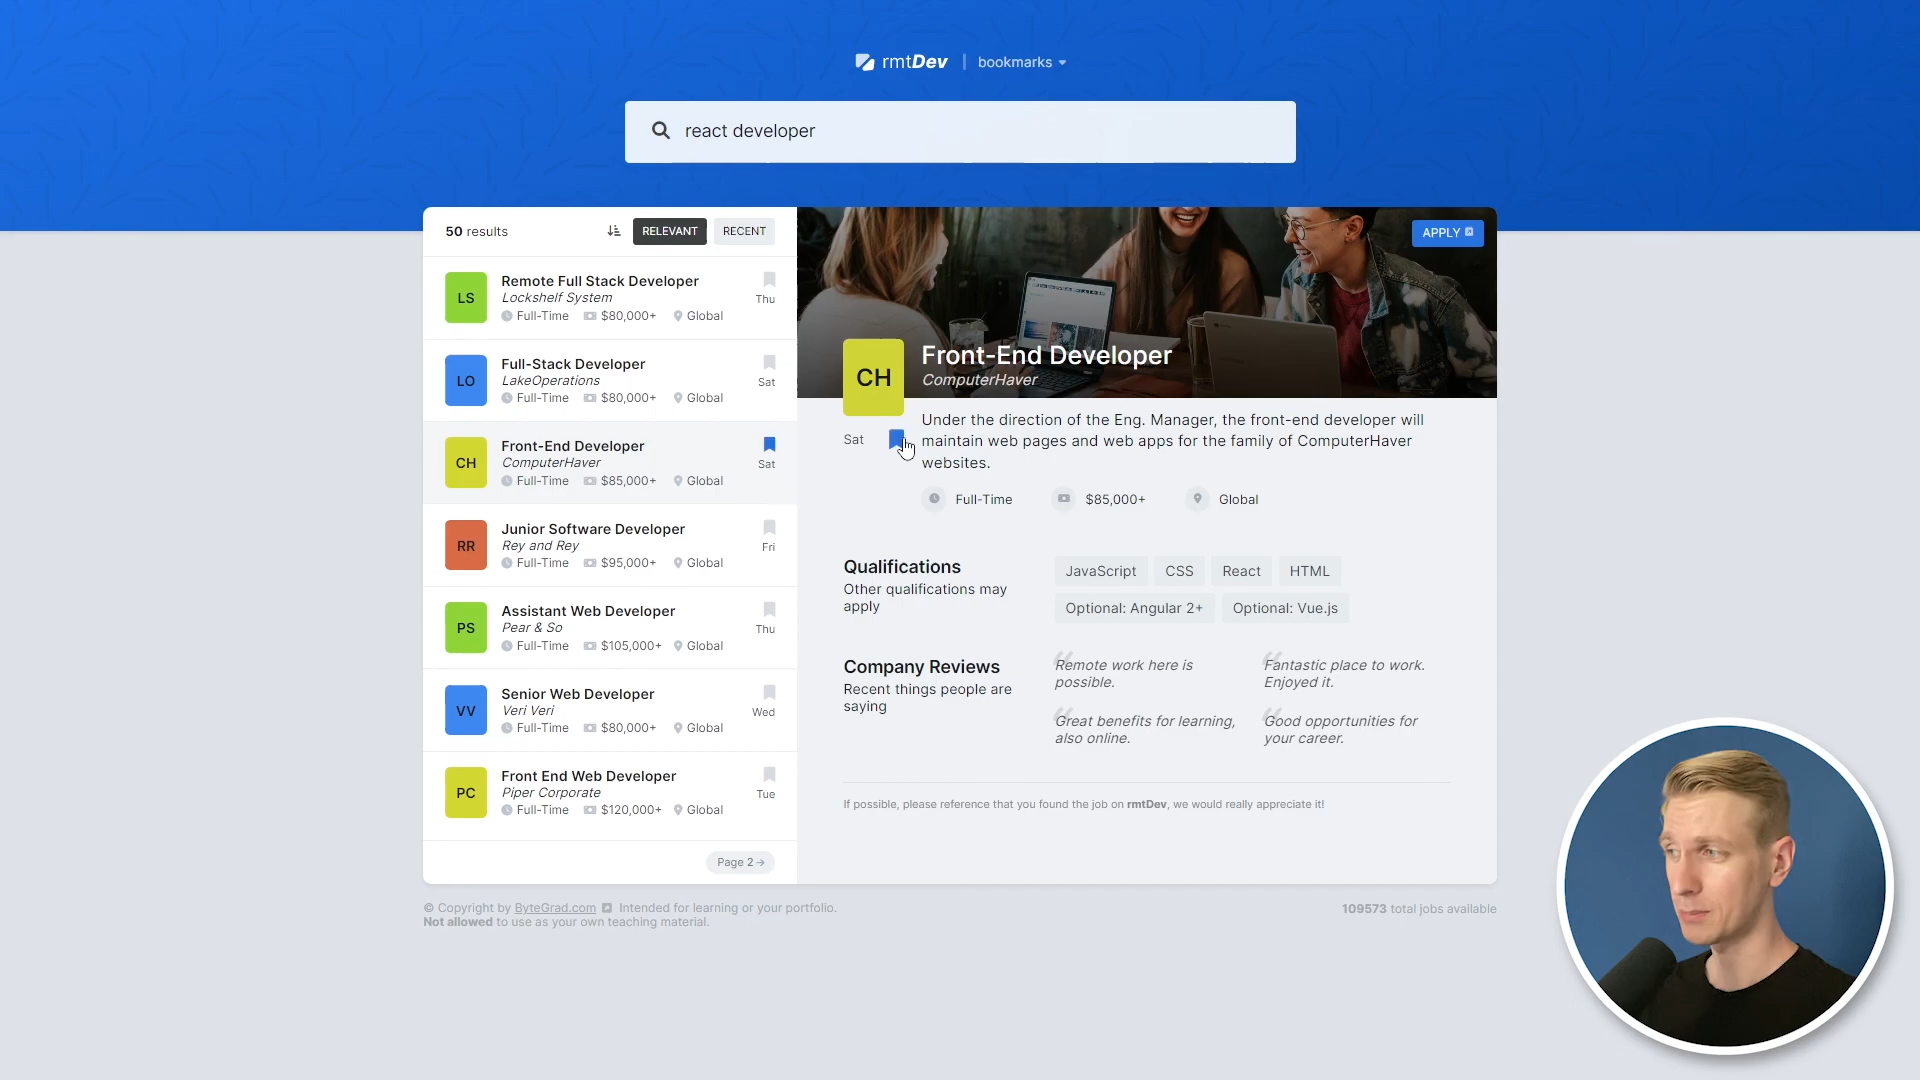 rmtDev | bookmarks
react developer
50 results
RELEVANT
RECENT
LS
Remote Full Stack Developer
Lockshelf System
Full-Time $80,000+ Global
Thu
LO
Full-Stack Developer
LakeOperations
Full-Time $80,000+ Global
Sat
CH
Front-End Developer
ComputerHaver
Full-Time $85,000+ Global
Sat
RR
Junior Software Developer
Rey and Rey
Full-Time $95,000+ Global
Fri
PS
Assistant Web Developer
Pear & So
Full-Time $105,000+ Global
Thu
VV
Senior Web Developer
Veri Veri
Full-Time $80,000+ Global
Wed
PC
Front End Web Developer
Piper Corporate
Full-Time $120,000+ Global
Tue
Page 2
APPLY
CH
Front-End Developer
ComputerHaver
Sat
Under the direction of the Eng. Manager, the front-end developer will
maintain web pages and web apps for the family of ComputerHaver
websites.
Full-Time $85,000+ Global
Qualifications
Other qualifications may
apply
JavaScript CSS React HTML
Optional: Angular 2+ Optional: Vue.js
Company Reviews
Recent things people are
saying
Remote work here is
possible.
Fantastic place to work.
Enjoyed it.
Great benefits for learning,
also online.
Good opportunities for
your career.
If possible, please reference that you found the job on rmtDev, we would really appreciate it!
© Copyright by ByteGrad.com Intended for learning or your portfolio.
Not allowed to use as your own teaching material.
109573 total jobs available